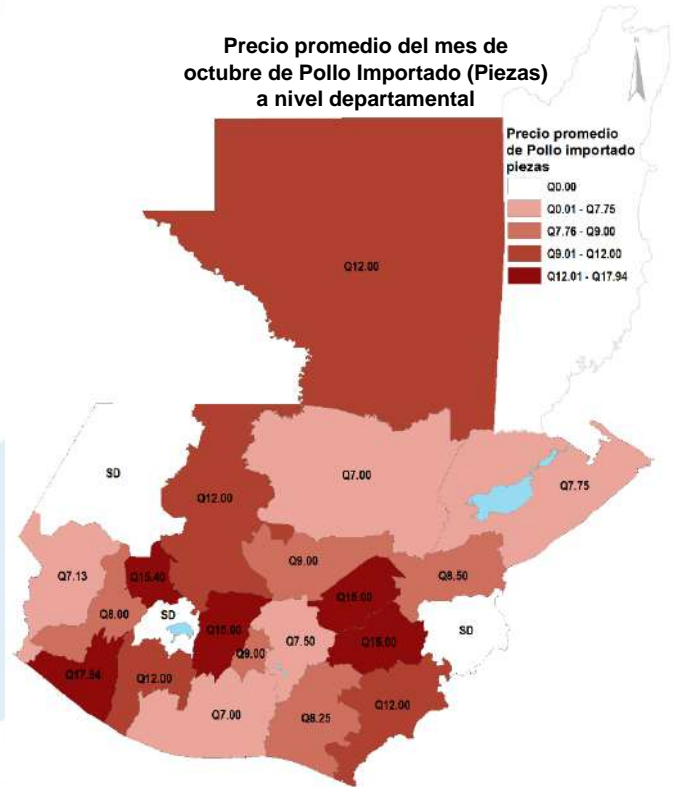 Precio promedio del mes de
octubre de Pollo Importado (Piezas)
a nivel departamental
N
Precio promedio
de Pollo importado
piezas
Q0.00
Q0.01 - Q7.75
Q7.76 - Q9.00
Q9.01 - Q12.00
Q12.01 - Q17.94
Q12.00
SD
Q12.00
Q7.00
Q7.75
Q7.13
Q15.40
Q9.00
Q15.00
Q8.50
Q8.00
SD
Q15.00
Q9.00
Q7.50
Q15.00
SD
Q17.94
Q12.00
Q7.00
Q8.25
Q12.00